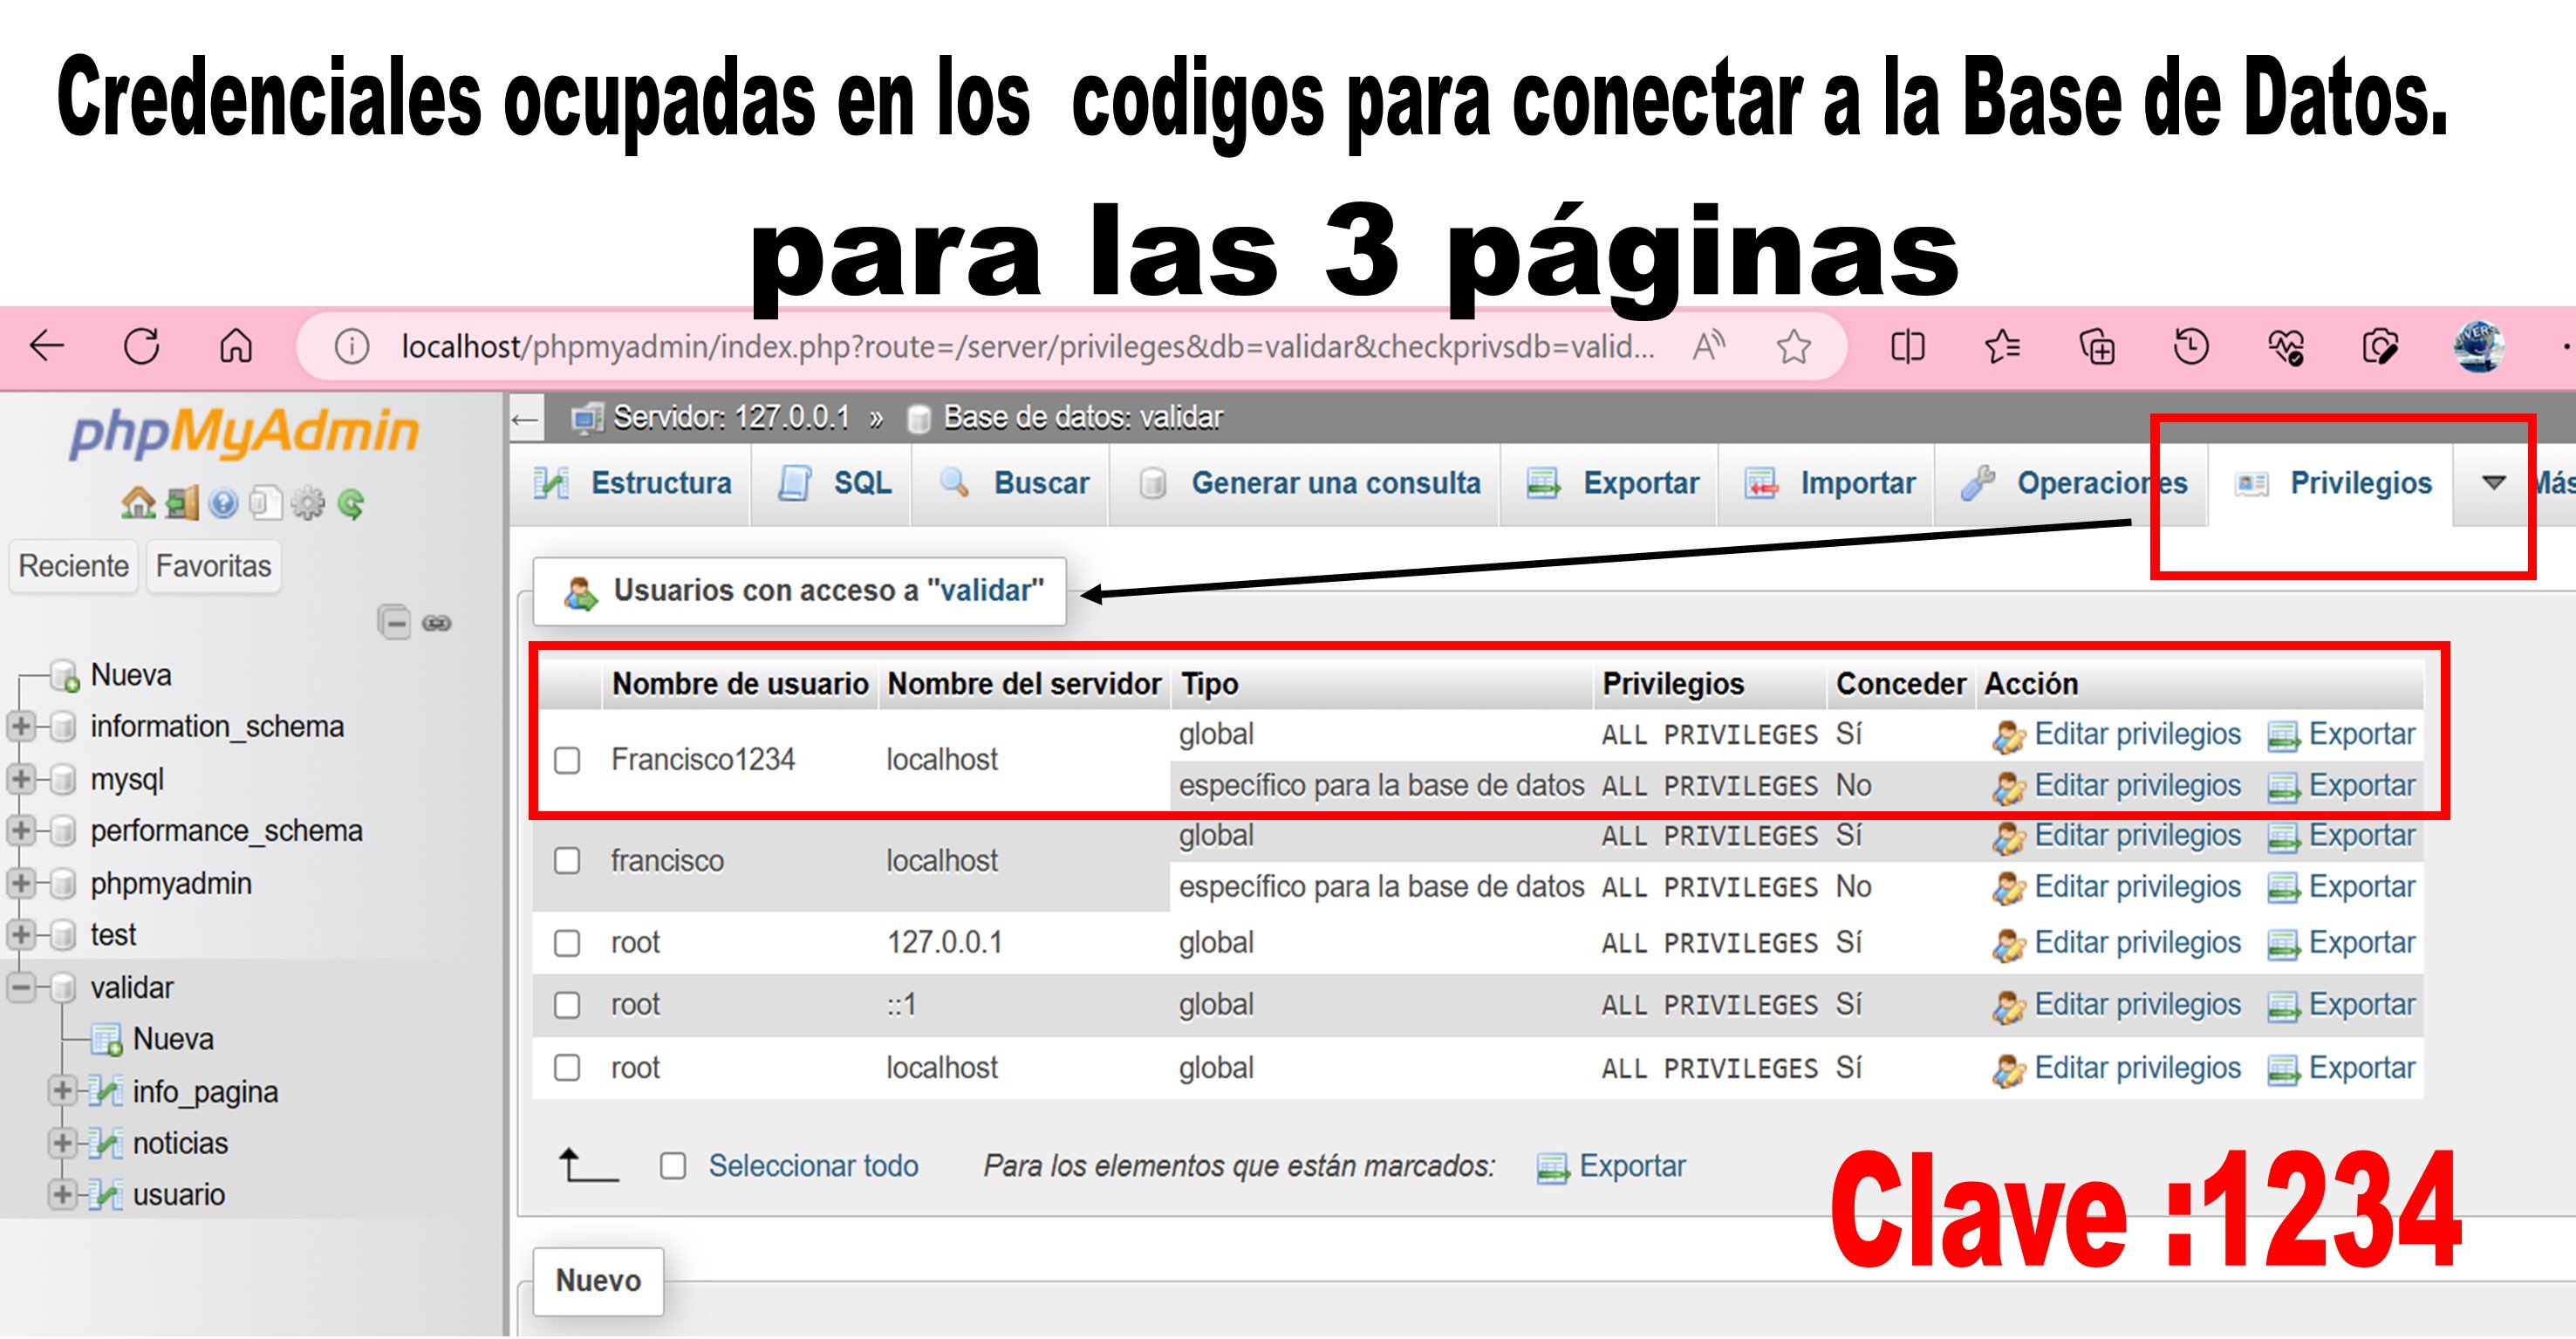 Credenciales ocupadas en los  codigos para conectar a la Base de Datos.
para las 3 páginas
localhost/phpmyadmin/index.php?route=/server/privileges&db=validar&checkprivsdb=valid...
phpMyAdmin
Servidor: 127.0.0.1 » Base de datos: validar
Estructura SQL Buscar Generar una consulta Exportar Importar Operaciones Privilegios Más
Reciente Favoritas
Nueva
information_schema
mysql
performance_schema
phpmyadmin
test
validar
Nueva
info_pagina
noticias
usuario
Usuarios con acceso a "validar"
Nombre de usuario Nombre del servidor Tipo Privilegios Conceder Acción
Francisco1234 localhost global ALL PRIVILEGES Sí Editar privilegios Exportar
específico para la base de datos ALL PRIVILEGES No Editar privilegios Exportar
francisco localhost global ALL PRIVILEGES Sí Editar privilegios Exportar
específico para la base de datos ALL PRIVILEGES No Editar privilegios Exportar
root 127.0.0.1 global ALL PRIVILEGES Sí Editar privilegios Exportar
root ::1 global ALL PRIVILEGES Sí Editar privilegios Exportar
root localhost global ALL PRIVILEGES Sí Editar privilegios Exportar
Seleccionar todo Para los elementos que están marcados: Exportar
Clave :1234
Nuevo